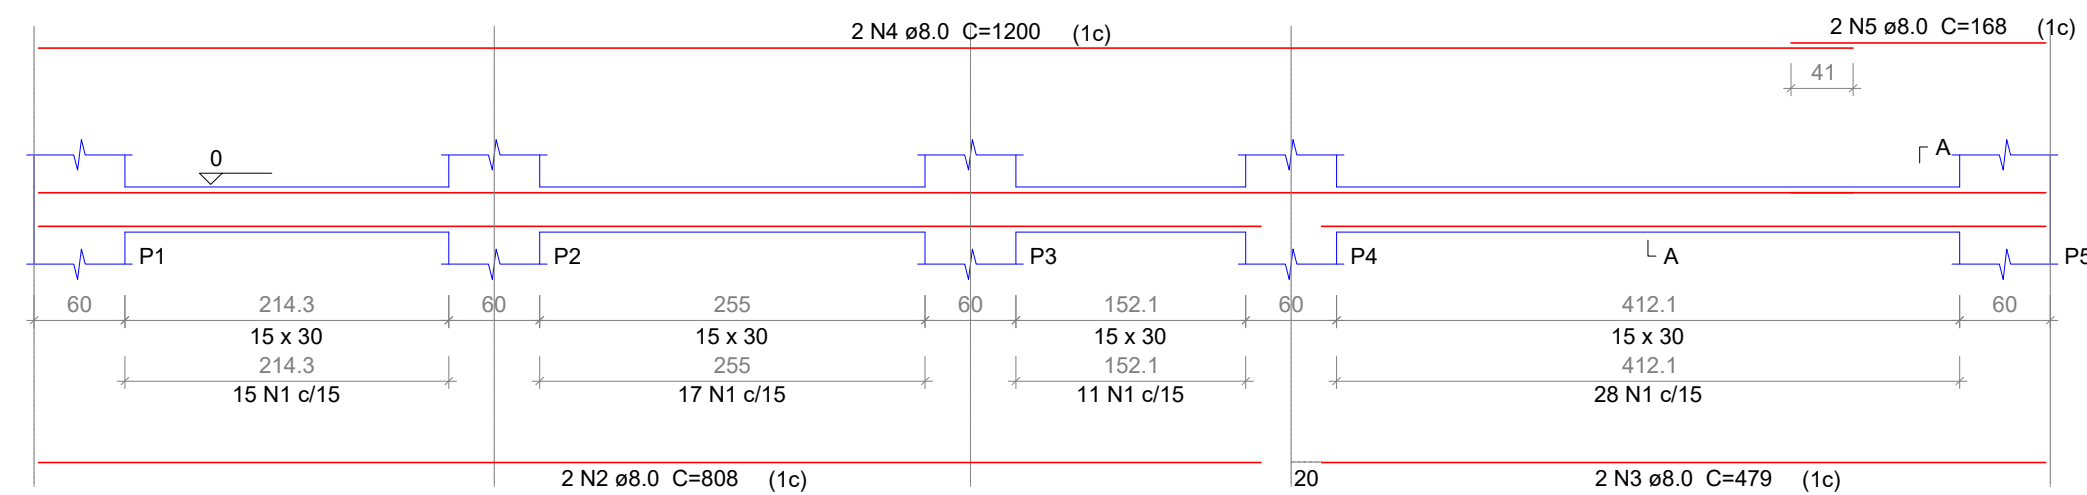 2 N4 ø8.0 C=1200 (1c)
2 N5 ø8.0 C=168 (1c)
41
0
A
P1
P2
P3
P4
A
P5
60 214.3 60 255 60 152.1 60 412.1 60
15 x 30 15 x 30 15 x 30 15 x 30
214.3 255 152.1 412.1
15 N1 c/15 17 N1 c/15 11 N1 c/15 28 N1 c/15
2 N2 ø8.0 C=808 (1c)
20
2 N3 ø8.0 C=479 (1c)